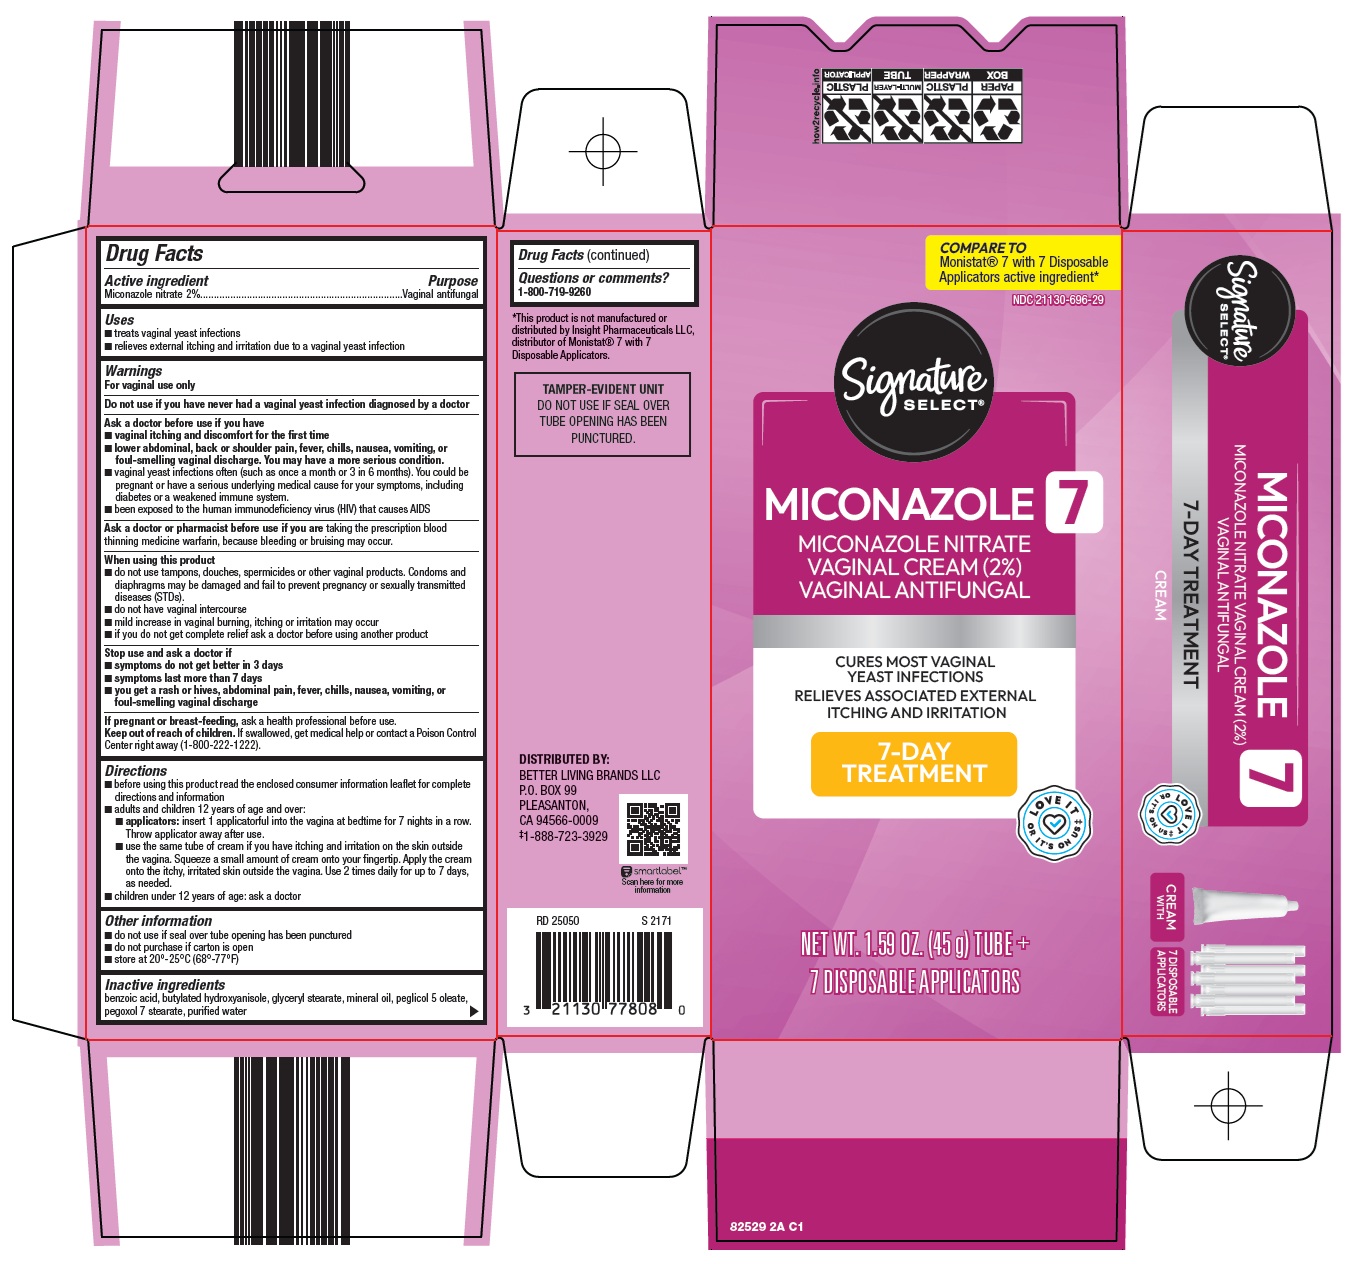 Drug Facts
Active ingredient Purpose
Miconazole nitrate 2%..........................................................................Vaginal antifungal
Uses
■ treats vaginal yeast infections
■ relieves external itching and irritation due to a vaginal yeast infection
Warnings
For vaginal use only
Do not use if you have never had a vaginal yeast infection diagnosed by a doctor
Ask a doctor before use if you have
■ vaginal itching and discomfort for the first time
■ lower abdominal, back or shoulder pain, fever, chills, nausea, vomiting, or
foul-smelling vaginal discharge. You may have a more serious condition.
■ vaginal yeast infections often (such as once a month or 3 in 6 months). You could be
pregnant or have a serious underlying medical cause for your symptoms, including
diabetes or a weakened immune system.
■ been exposed to the human immunodeficiency virus (HIV) that causes AIDS
Ask a doctor or pharmacist before use if you are taking the prescription blood
thinning medicine warfarin, because bleeding or bruising may occur.
When using this product
■ do not use tampons, douches, spermicides or other vaginal products. Condoms and
diaphragms may be damaged and fail to prevent pregnancy or sexually transmitted
diseases (STDs).
■ do not have vaginal intercourse
■ mild increase in vaginal burning, itching or irritation may occur
■ if you do not get complete relief ask a doctor before using another product
Stop use and ask a doctor if
■ symptoms do not get better in 3 days
■ symptoms last more than 7 days
■ you get a rash or hives, abdominal pain, fever, chills, nausea, vomiting, or
foul-smelling vaginal discharge
If pregnant or breast-feeding, ask a health professional before use.
Keep out of reach of children. If swallowed, get medical help or contact a Poison Control
Center right away (1-800-222-1222).
Directions
■ before using this product read the enclosed consumer information leaflet for complete
directions and information
■ adults and children 12 years of age and over:
■ applicators: insert 1 applicatorful into the vagina at bedtime for 7 nights in a row.
Throw applicator away after use.
■ use the same tube of cream if you have itching and irritation on the skin outside
the vagina. Squeeze a small amount of cream onto your fingertip. Apply the cream
onto the itchy, irritated skin outside the vagina. Use 2 times daily for up to 7 days,
as needed.
■ children under 12 years of age: ask a doctor
Other information
■ do not use if seal over tube opening has been punctured
■ do not purchase if carton is open
■ store at 20º-25ºC (68º-77ºF)
Inactive ingredients
benzoic acid, butylated hydroxyanisole, glyceryl stearate, mineral oil, peglicol 5 oleate,
pegoxol 7 stearate, purified water
Drug Facts (continued)
Questions or comments?
1-800-719-9260
*This product is not manufactured or
distributed by Insight Pharmaceuticals LLC,
distributor of Monistat® 7 with 7
Disposable Applicators.
TAMPER-EVIDENT UNIT
DO NOT USE IF SEAL OVER
TUBE OPENING HAS BEEN
PUNCTURED.
DISTRIBUTED BY:
BETTER LIVING BRANDS LLC
P.O. BOX 99
PLEASANTON,
CA 94566-0009
‡1-888-723-3929
smartlabel™
Scan here for more
information
RD 25050 S 2171
3 21130 77808 0
how2recycle.info
PAPER
BOX
PLASTIC
WRAPPER
MULTI-LAYER
TUBE
PLASTIC
APPLICATOR
COMPARE TO
Monistat® 7 with 7 Disposable
Applicators active ingredient*
NDC 21130-696-29
Signature
SELECT®
MICONAZOLE 7
MICONAZOLE NITRATE
VAGINAL CREAM (2%)
VAGINAL ANTIFUNGAL
CURES MOST VAGINAL
YEAST INFECTIONS
RELIEVES ASSOCIATED EXTERNAL
ITCHING AND IRRITATION
7-DAY
TREATMENT
LOVE IT
OR IT'S ON US‡
NET WT. 1.59 OZ. (45 g) TUBE +
7 DISPOSABLE APPLICATORS
82529 2A C1
Signature
SELECT®
MICONAZOLE 7
MICONAZOLE NITRATE VAGINAL CREAM (2%)
VAGINAL ANTIFUNGAL
7-DAY TREATMENT
CREAM
LOVE IT
OR IT'S ON US‡
CREAM
WITH
7 DISPOSABLE
APPLICATORS